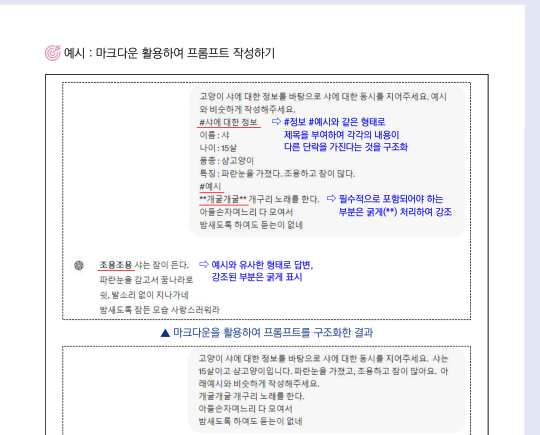 예시 : 마크다운 활용하여 프롬프트 작성하기
고양이 샤에 대한 정보를 바탕으로 샤에 대한 동시를 지어주세요. 예시
와 비슷하게 작성해주세요.
#샤에 대한 정보 ⇨ #정보 #예시와 같은 형태로
이름 : 샤 제목을 부여하여 각각의 내용이
나이 : 15살 다른 단락을 가진다는 것을 구조화
품종 : 삼고양이
특징 : 파란눈을 가졌다. 조용하고 잠이 많다.
#예시
**개굴개굴** 개구리 노래를 한다. ⇨ 필수적으로 포함되어야 하는
아들손자며느리 다 모여서 부분은 굵게(**) 처리하여 강조
밤새도록 하여도 듣는이 없네
조용조용 샤는 잠이 든다. ⇨ 예시와 유사한 형태로 답변,
파란눈을 감고서 꿈나라로 강조된 부분은 굵게 표시
쉿, 발소리 없이 지나가네
밤새도록 잠든 모습 사랑스러워라
▲ 마크다운을 활용하여 프롬프트를 구조화한 결과
고양이 샤에 대한 정보를 바탕으로 샤에 대한 동시를 지어주세요. 샤는
15살이고 삼고양이입니다. 파란눈을 가졌고, 조용하고 잠이 많아요. 아
래예시와 비슷하게 작성해주세요.
개굴개굴 개구리 노래를 한다.
아들손자며느리 다 모여서
밤새도록 하여도 듣는이 없네